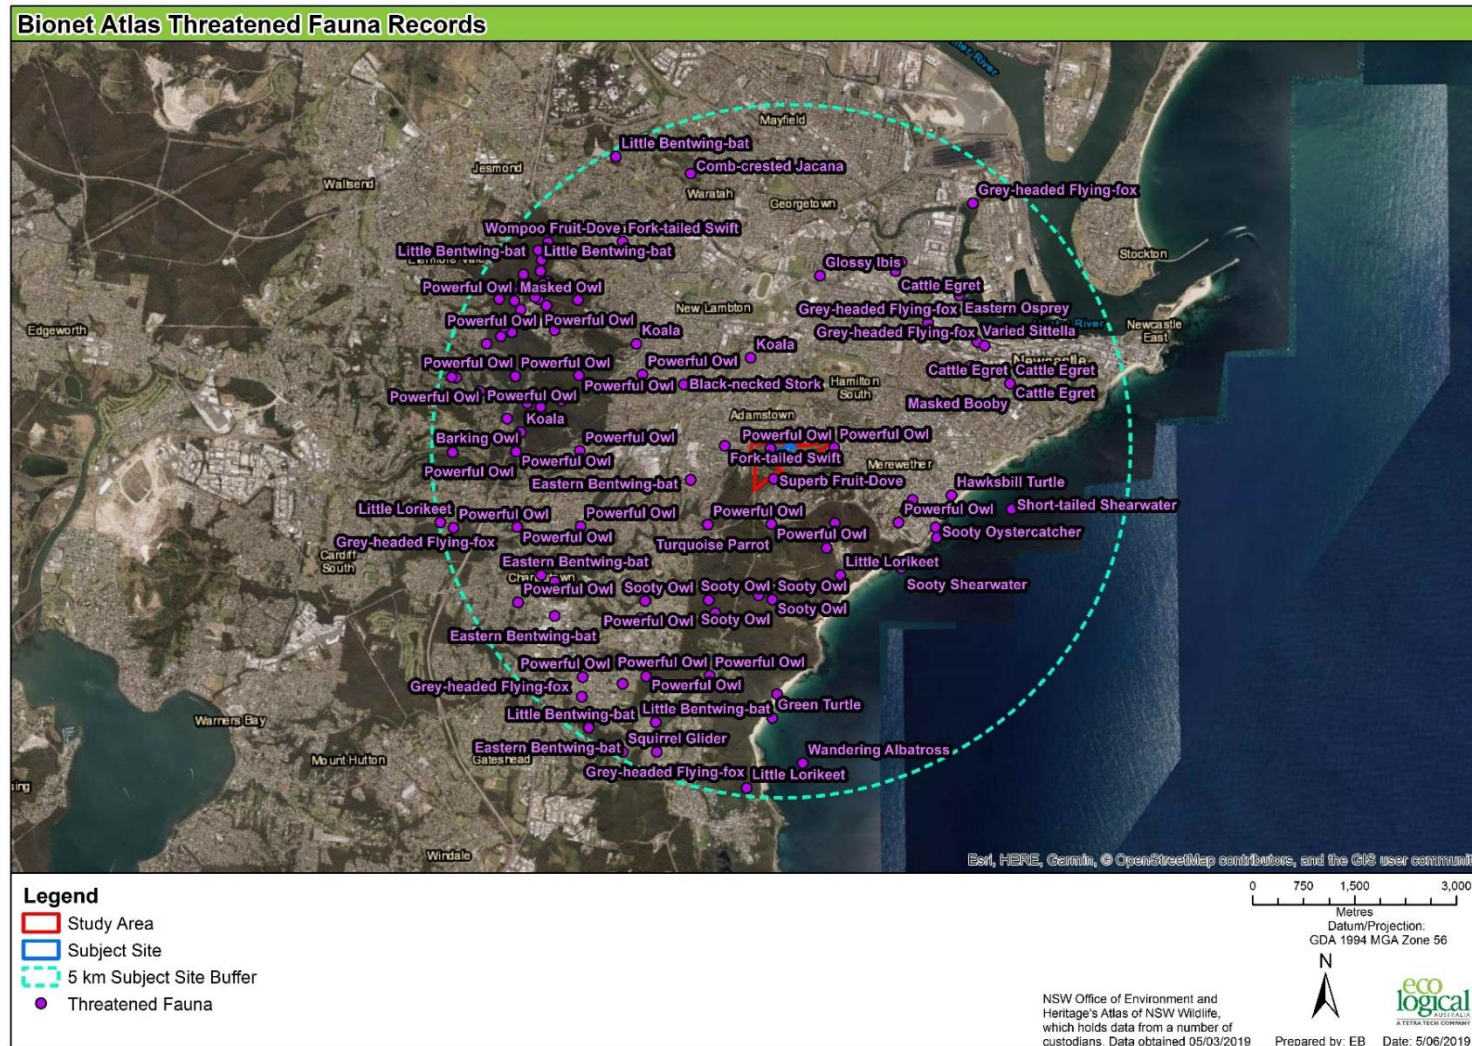 Bionet Atlas Threatened Fauna Records
Hunter River
Mayfield
Little Bentwing-bat
Jesmond
Comb-crested Jacana
Wallsend
Waratah
Grey-headed Flying-fox
Georgetown
Wompoo Fruit-Dove
Fork-tailed Swift
Little Bentwing-bat
Little Bentwing-bat
Stockton
Glossy Ibis
Powerful Owl
Masked Owl
Cattle Egret
New Lambton
Grey-headed Flying-fox
Eastern Osprey
Powerful Owl
Powerful Owl
Edgeworth
Koala
Grey-headed Flying-fox
Varied Sittella
River
Newcastle
East
Koala
Newcastle
Powerful Owl
Powerful Owl
Powerful Owl
Cattle Egret
Cattle Egret
Powerful Owl
Black-necked Stork
Hamilton
South
Powerful Owl
Powerful Owl
Cattle Egret
Masked Booby
Koala
Adamstown
Barking Owl
Powerful Owl
Powerful Owl
Powerful Owl
Powerful Owl
Powerful Owl
Fork-tailed Swift
Merewether
Powerful Owl
Eastern Bentwing-bat
Superb Fruit-Dove
Hawksbill Turtle
Little Lorikeet
Powerful Owl
Powerful Owl
Powerful Owl
Powerful Owl
Short-tailed Shearwater
Grey-headed Flying-fox
Powerful Owl
Turquoise Parrot
Powerful Owl
Sooty Oystercatcher
Cardiff
South
Eastern Bentwing-bat
Little Lorikeet
Charlestown
Powerful Owl
Sooty Owl
Sooty Owl
Sooty Owl
Sooty Shearwater
Sooty Owl
Powerful Owl
Sooty Owl
Eastern Bentwing-bat
Powerful Owl
Powerful Owl
Powerful Owl
Grey-headed Flying-fox
Powerful Owl
Little Bentwing-bat
Little Bentwing-bat
Green Turtle
Warners Bay
Squirrel Glider
Eastern Bentwing-bat
Wandering Albatross
Mount Hutton
Gateshead
Grey-headed Flying-fox
Little Lorikeet
Windale
Esri, HERE, Garmin, © OpenStreetMap contributors, and the GIS user communit
Legend
Study Area
Subject Site
5 km Subject Site Buffer
Threatened Fauna
0 750 1,500 3,000
Metres
Datum/Projection:
GDA 1994 MGA Zone 56
N
NSW Office of Environment and
Heritage's Atlas of NSW Wildlife,
which holds data from a number of
custodians. Data obtained 05/03/2019
eco
logical
AUSTRALIA
A TETRA TECH COMPANY
Prepared by: EB Date: 5/06/2019